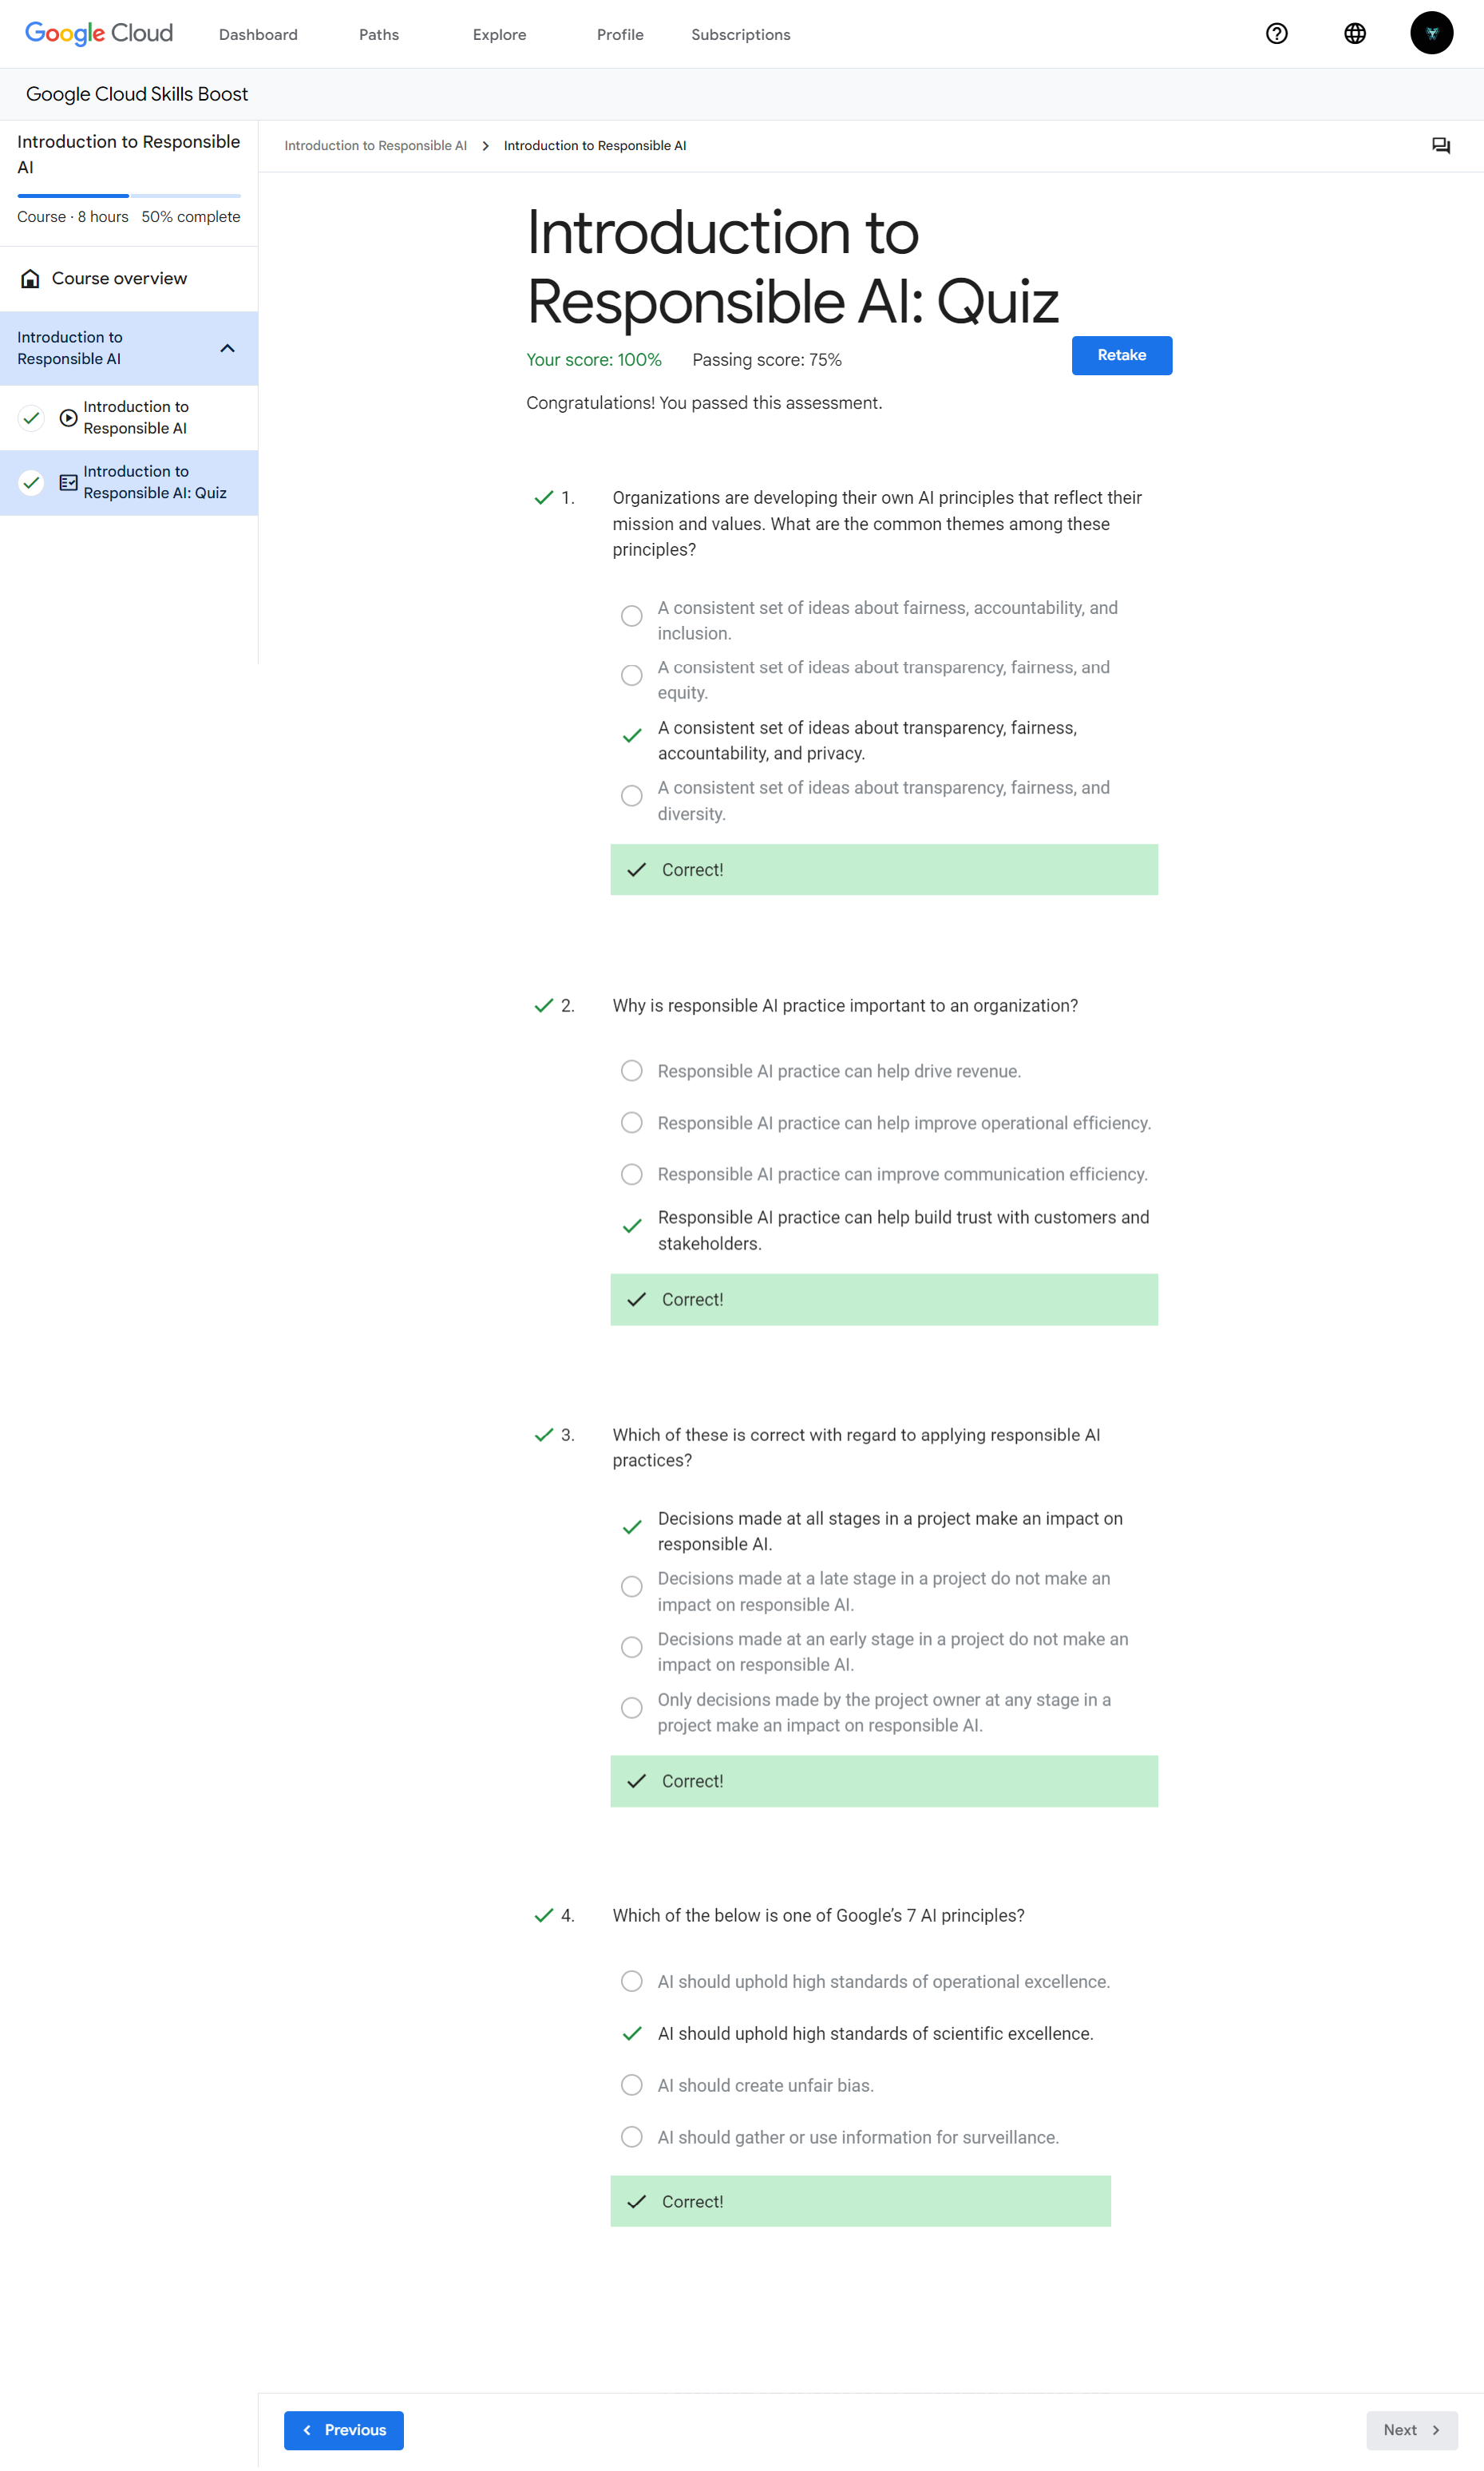 Google Cloud
Dashboard
Paths
Explore
Profile
Subscriptions
Google Cloud Skills Boost
Introduction to Responsible
AI
Course · 8 hours 50% complete
Course overview
Introduction to
Responsible AI
Introduction to
Responsible AI
Introduction to
Responsible AI: Quiz
Introduction to Responsible AI > Introduction to Responsible AI
Introduction to
Responsible AI: Quiz
Your score: 100% Passing score: 75%
Retake
Congratulations! You passed this assessment.
1. Organizations are developing their own AI principles that reflect their
mission and values. What are the common themes among these
principles?
A consistent set of ideas about fairness, accountability, and
inclusion.
A consistent set of ideas about transparency, fairness, and
equity.
A consistent set of ideas about transparency, fairness,
accountability, and privacy.
A consistent set of ideas about transparency, fairness, and
diversity.
Correct!
2. Why is responsible AI practice important to an organization?
Responsible AI practice can help drive revenue.
Responsible AI practice can help improve operational efficiency.
Responsible AI practice can improve communication efficiency.
Responsible AI practice can help build trust with customers and
stakeholders.
Correct!
3. Which of these is correct with regard to applying responsible AI
practices?
Decisions made at all stages in a project make an impact on
responsible AI.
Decisions made at a late stage in a project do not make an
impact on responsible AI.
Decisions made at an early stage in a project do not make an
impact on responsible AI.
Only decisions made by the project owner at any stage in a
project make an impact on responsible AI.
Correct!
4. Which of the below is one of Google’s 7 AI principles?
AI should uphold high standards of operational excellence.
AI should uphold high standards of scientific excellence.
AI should create unfair bias.
AI should gather or use information for surveillance.
Correct!
Previous
Next